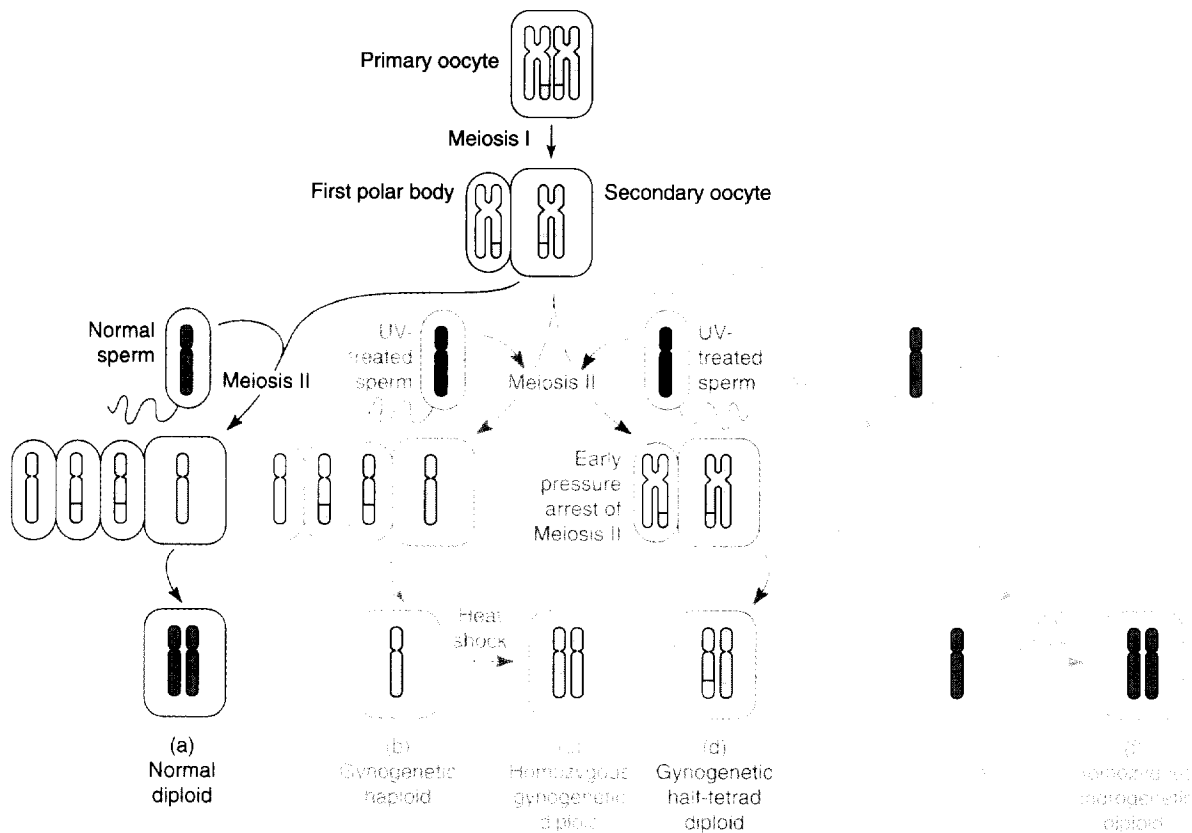 Primary oocyte
Meiosis I
First polar body
Secondary oocyte
Normal
sperm
Meiosis II
UV-
treated
sperm
Meiosis II
UV-
treated
sperm
Early
pressure
arrest of
Meiosis II
Heat
shock
(a)
Normal
diploid
(b)
Gynogenetic
haploid
Homozygous
gynogenetic
diploid
(d)
Gynogenetic
half-tetrad
diploid
diploid